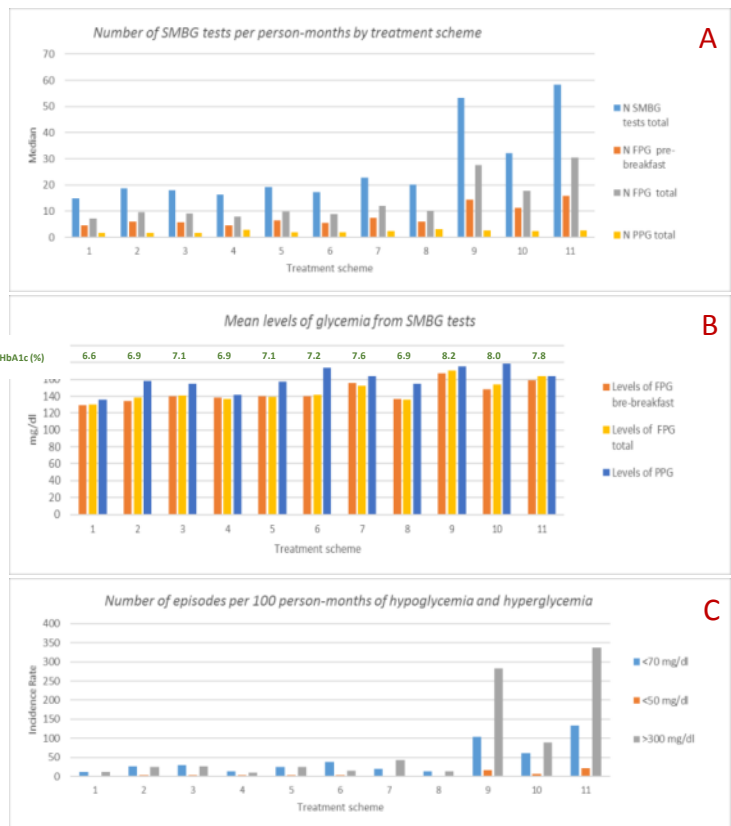 Number of SMBG tests per person-months by treatment scheme
A
70
60
50
40
30
20
10
0
Median
1 2 3 4 5 6 7 8 9 10 11
Treatment scheme
N SMBG
tests total
N FPG pre-
breakfast
N FPG total
N PPG total
Mean levels of glycemia from SMBG tests
B
HbA1c (%) 6.6 6.9 7.1 6.9 7.1 7.2 7.6 6.9 8.2 8.0 7.8
160
140
120
100
80
60
40
20
0
mg/dl
1 2 3 4 5 6 7 8 9 10 11
Treatment scheme
Levels of FPG
pre-breakfast
Levels of FPG
total
Levels of PPG
Number of episodes per 100 person-months of hypoglycemia and hyperglycemia
C
400
350
300
250
200
150
100
50
0
Incidence Rate
1 2 3 4 5 6 7 8 9 10 11
Treatment scheme
<70 mg/dl
<50 mg/dl
>300 mg/dl